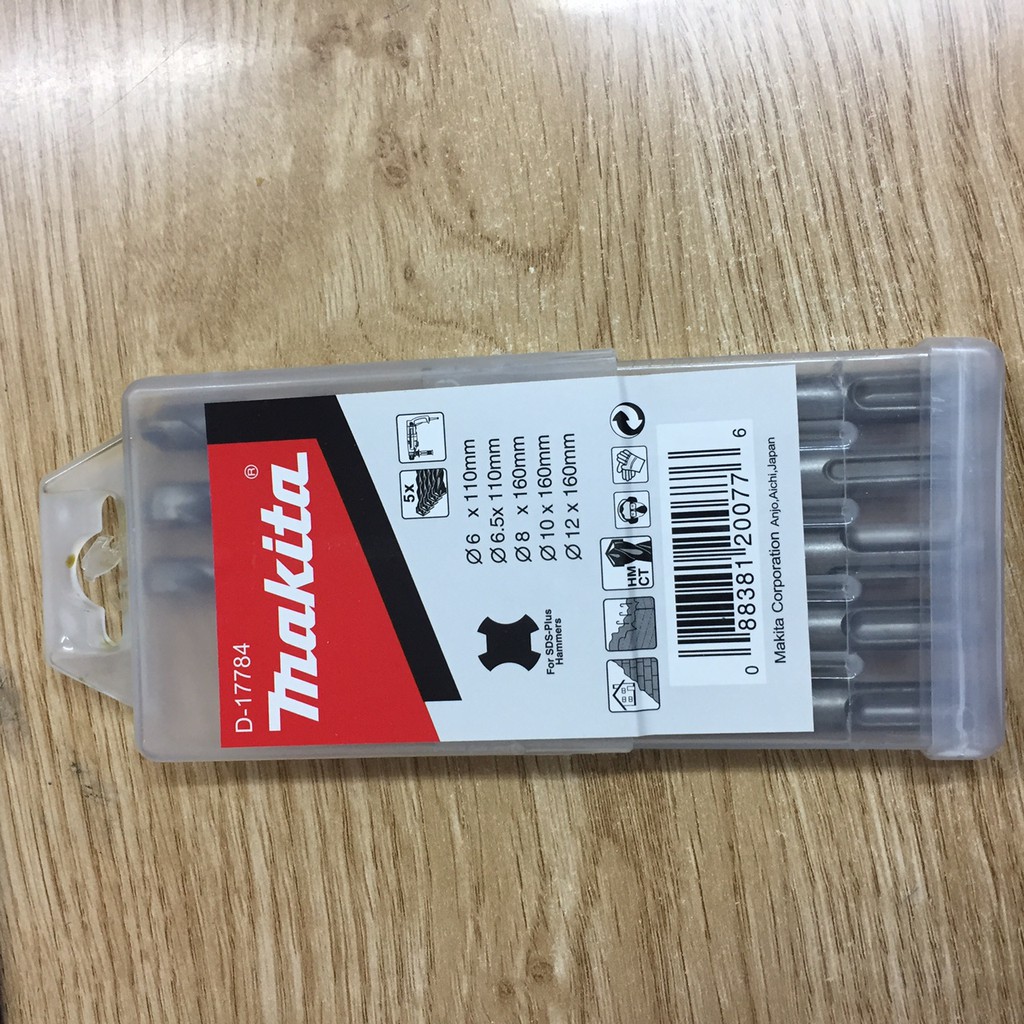 D-17784
makita®
5x
Ø 6 x 110mm
Ø 6.5x 110mm
Ø 8 x 160mm
Ø 10 x 160mm
Ø 12 x 160mm
For SDS-Plus
Hammers
HM
CT
0 88381 20077 6
Makita Corporation Anjo,Aichi,Japan